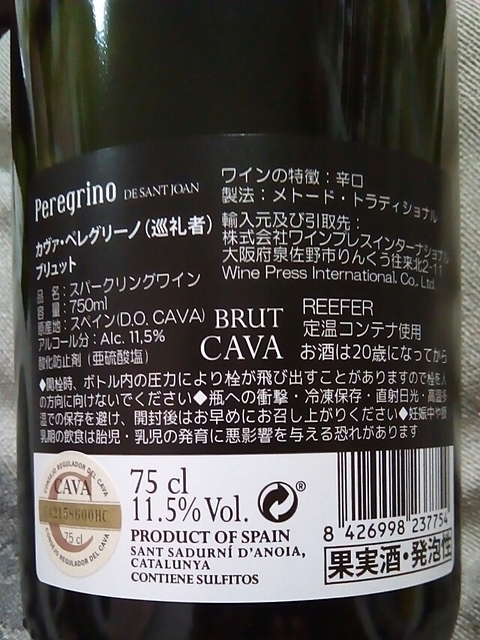 Peregrino DE SANT JOAN
カヴァ・ペレグリーノ（巡礼者）
ブリュット
品 名：スパークリングワイン
容量：750ml
原産地：スペイン(D.O. CAVA)
アルコール分：Alc. 11,5%
酸化防止剤（亜硫酸塩）
ワインの特徴：辛口
製法：メトード・トラディショナル
輸入元及び引取先：
株式会社ワインプレスインターナショナル
大阪府泉佐野市りんくう往来北2-11
Wine Press International. Co., Ltd.
BRUT
CAVA
REEFER
定温コンテナ使用
お酒は20歳になってから
◆開栓時、ボトル内の圧力により栓が飛び出すことがありますので栓を人
の方向に向けないでください◆瓶への衝撃・冷凍保存・直射日光・高温多
湿での保存を避け、開封後はお早めにお召し上がりください◆妊娠中や授
乳期の飲食は胎児・乳児の発育に悪影響を与える恐れがあります
CONSEJO REGULADOR DEL CAVA
CAVA
A2158600HC
75 cl
CONSEJO REGULADOR DEL CAVA
75 cl
11.5% Vol.
PRODUCT OF SPAIN
SANT SADURNÍ D'ANOIA,
CATALUNYA
CONTIENE SULFITOS
®
8 426998 237754
果実酒・発泡性